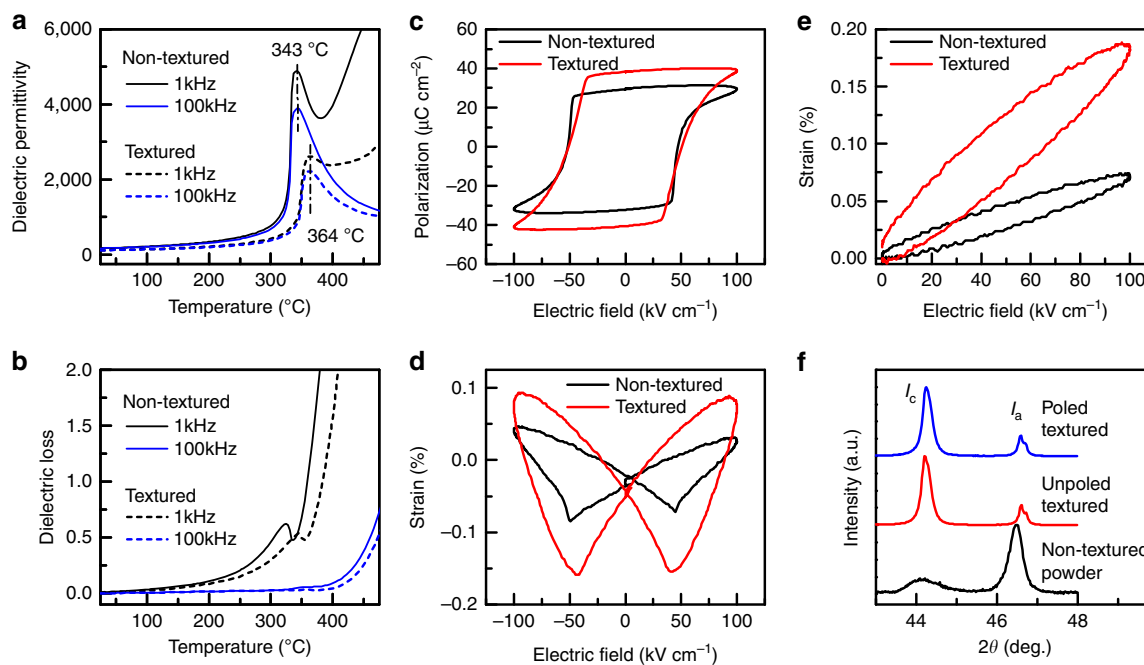 a
6,000
4,000
2,000
0
Dielectric permittivity
Non-textured
1kHz
100kHz
Textured
1kHz
100kHz
343 °C
364 °C
100
200
300
400
Temperature (°C)
b
2.0
1.5
1.0
0.5
0.0
Dielectric loss
Non-textured
1kHz
100kHz
Textured
1kHz
100kHz
100
200
300
400
Temperature (°C)
c
60
40
20
0
−20
−40
−60
Polarization (µC cm−2)
Non-textured
Textured
−100
−50
0
50
100
Electric field (kV cm−1)
d
0.1
0.0
−0.1
−0.2
Strain (%)
Non-textured
Textured
−100
−50
0
50
100
Electric field (kV cm−1)
e
0.20
0.15
0.10
0.05
0.00
Strain (%)
Non-textured
Textured
0
20
40
60
80
100
Electric field (kV cm−1)
f
Intensity (a.u.)
Ic
Ia
Poled
textured
Unpoled
textured
Non-textured
powder
44
46
48
2θ (deg.)